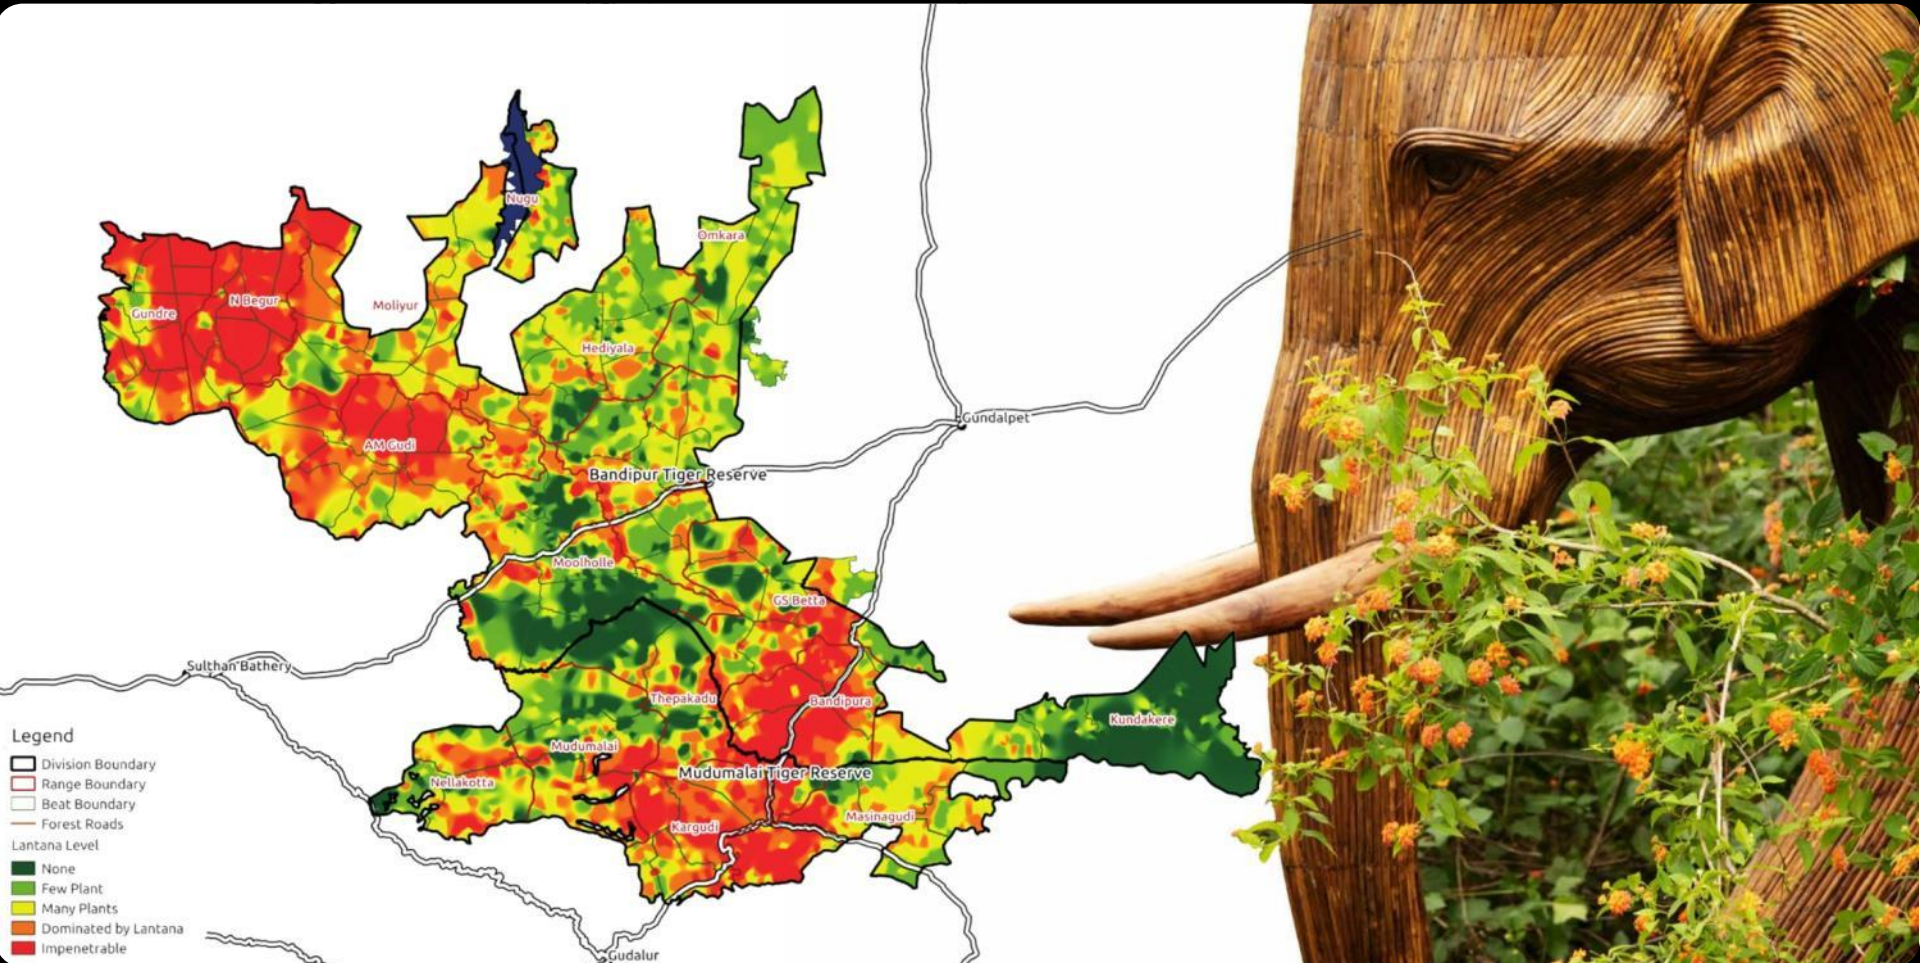 Nugu
Omkara
Gundre
N Begur
Moliyur
Hediyala
Gundalpet
AM Gudi
Bandipur Tiger Reserve
Moolholle
GS Betta
Sulthan Bathery
Thepakadu
Bandipura
Kundakere
Mudumalai
Mudumalai Tiger Reserve
Nellakotta
Masinagudi
Kargudi
Gudalur
Legend
Division Boundary
Range Boundary
Beat Boundary
Forest Roads
Lantana Level
None
Few Plant
Many Plants
Dominated by Lantana
Impenetrable